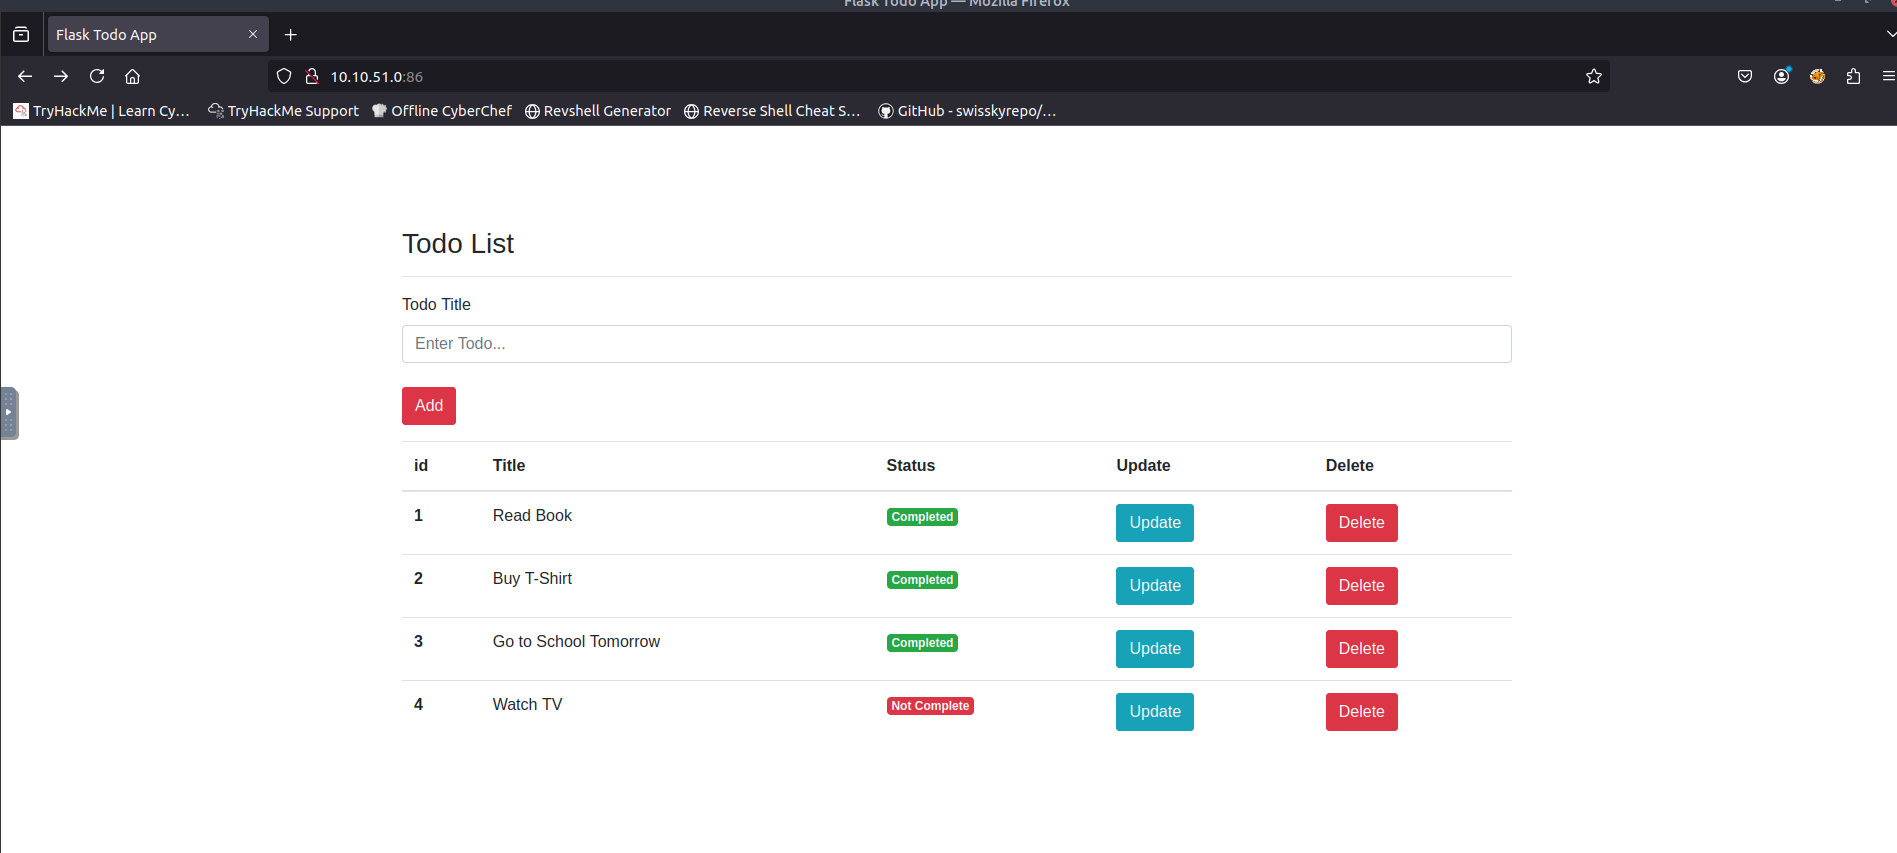 Flask Todo App — Mozilla Firefox
Flask Todo App
10.10.51.0:86
TryHackMe | Learn Cy… TryHackMe Support Offline CyberChef Revshell Generator Reverse Shell Cheat S… GitHub - swisskyrepo/…
Todo List
Todo Title
Enter Todo...
Add
id Title Status Update Delete
1 Read Book Completed Update Delete
2 Buy T-Shirt Completed Update Delete
3 Go to School Tomorrow Completed Update Delete
4 Watch TV Not Complete Update Delete